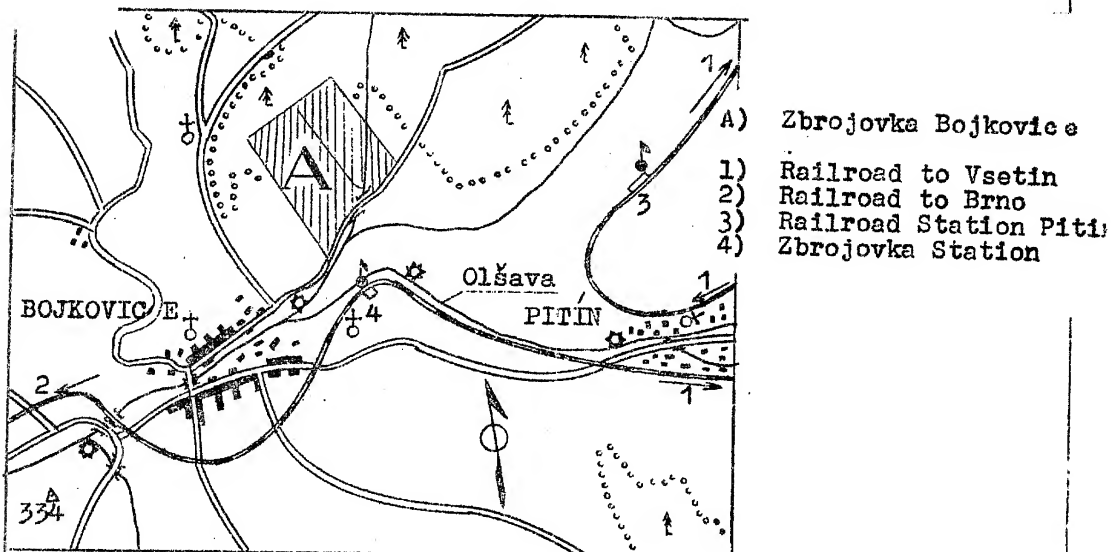 A
BOJKOVICE
Olšava
PITÍN
1
3
1
4
2
1
334
A) Zbrojovka Bojkovice
1) Railroad to Vsetin
2) Railroad to Brno
3) Railroad Station Pitin
4) Zbrojovka Station